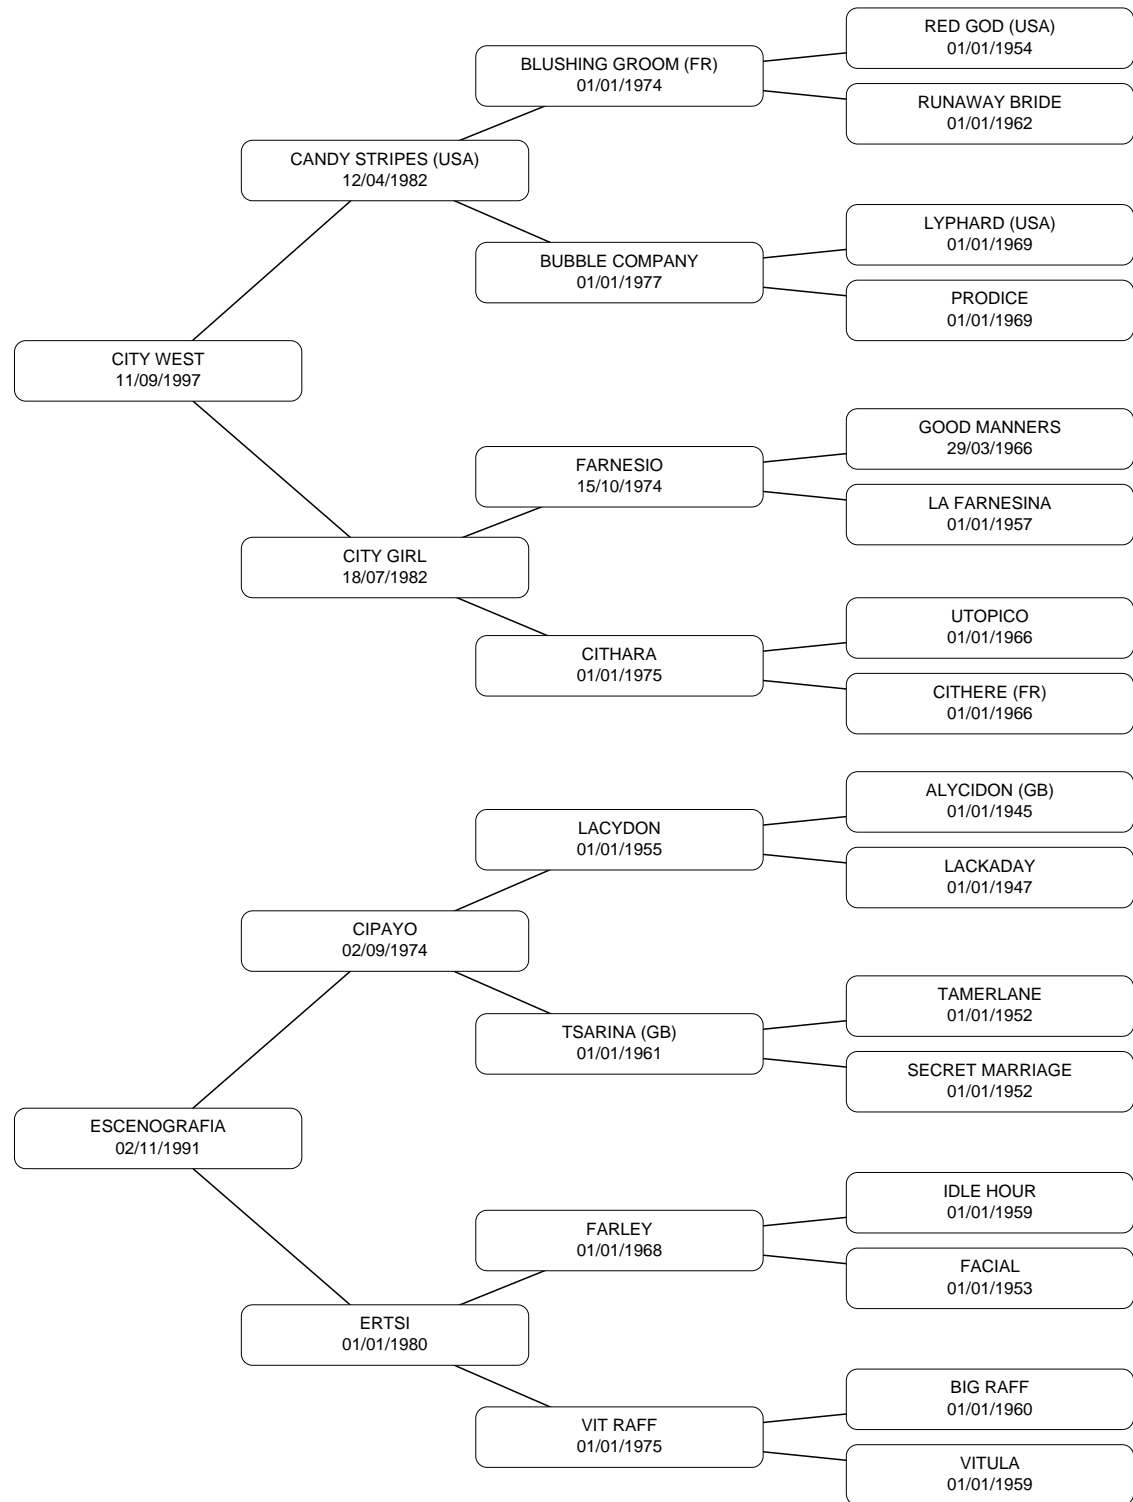 RED GOD (USA)
01/01/1954
BLUSHING GROOM (FR)
01/01/1974
RUNAWAY BRIDE
01/01/1962
CANDY STRIPES (USA)
12/04/1982
LYPHARD (USA)
01/01/1969
BUBBLE COMPANY
01/01/1977
PRODICE
01/01/1969
CITY WEST
11/09/1997
GOOD MANNERS
29/03/1966
FARNESIO
15/10/1974
LA FARNESINA
01/01/1957
CITY GIRL
18/07/1982
UTOPICO
01/01/1966
CITHARA
01/01/1975
CITHERE (FR)
01/01/1966
ALYCIDON (GB)
01/01/1945
LACYDON
01/01/1955
LACKADAY
01/01/1947
CIPAYO
02/09/1974
TAMERLANE
01/01/1952
TSARINA (GB)
01/01/1961
SECRET MARRIAGE
01/01/1952
ESCENOGRAFIA
02/11/1991
IDLE HOUR
01/01/1959
FARLEY
01/01/1968
FACIAL
01/01/1953
ERTSI
01/01/1980
BIG RAFF
01/01/1960
VIT RAFF
01/01/1975
VITULA
01/01/1959